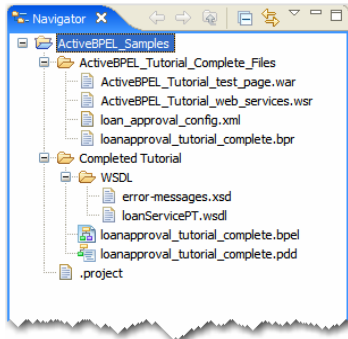 Navigator
ActiveBPEL_Samples
ActiveBPEL_Tutorial_Complete_Files
ActiveBPEL_Tutorial_test_page.war
ActiveBPEL_Tutorial_web_services.wsr
loan_approval_config.xml
loanapproval_tutorial_complete.bpr
Completed Tutorial
WSDL
error-messages.xsd
loanServicePT.wsdl
loanapproval_tutorial_complete.bpel
loanapproval_tutorial_complete.pdd
.project